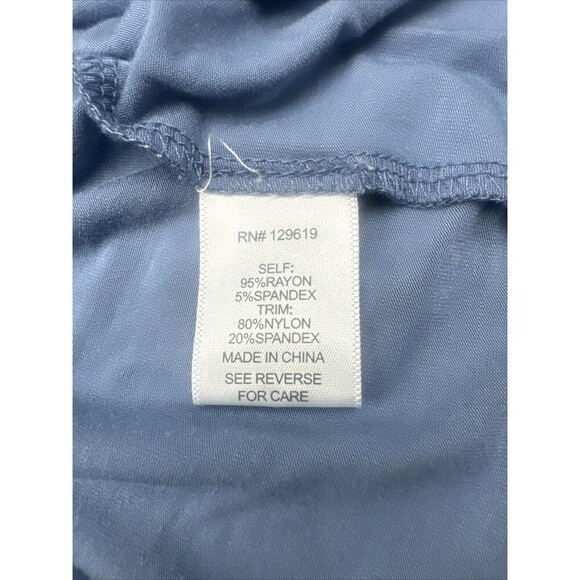 RN# 129619
SELF:
95%RAYON
5%SPANDEX
TRIM:
80%NYLON
20%SPANDEX
MADE IN CHINA
SEE REVERSE
FOR CARE